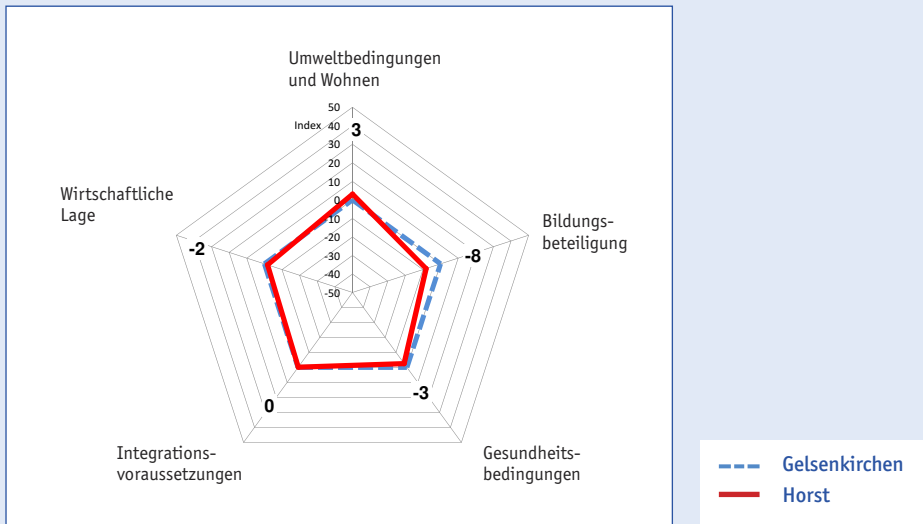 Umweltbedingungen
und Wohnen
50
Index 40
3
30
20
10
0
10
-20
-30
-40
-50
Wirtschaftliche
Lage
-2
Bildungs-
beteiligung
-8
-3
0
Integrations-
voraussetzungen
Gesundheits-
bedingungen
Gelsenkirchen
Horst